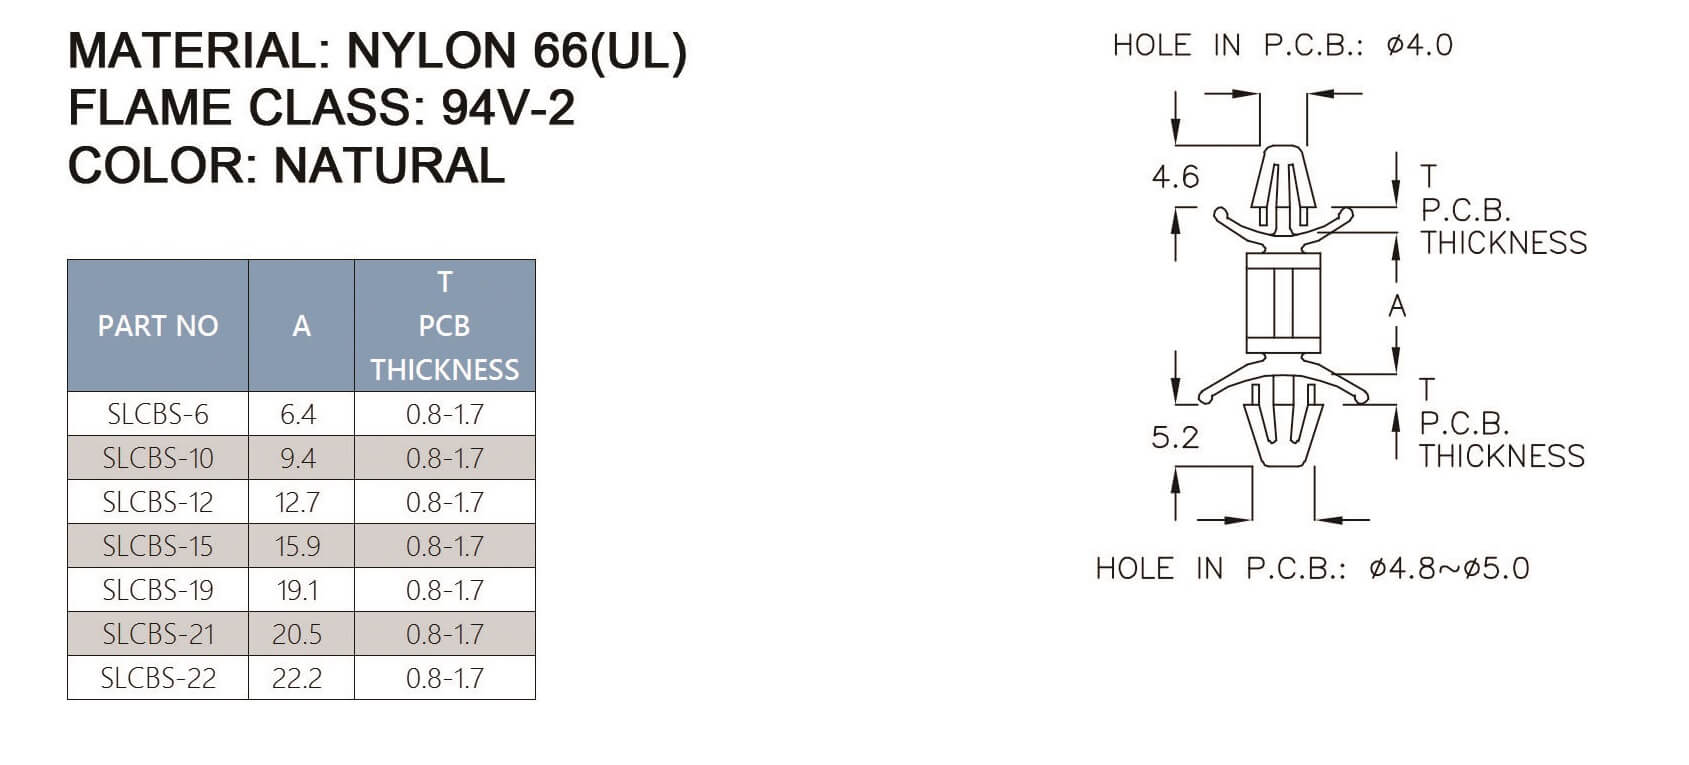 MATERIAL: NYLON 66(UL)
FLAME CLASS: 94V-2
COLOR: NATURAL
PART NO A T PCB THICKNESS
SLCBS-6 6.4 0.8-1.7
SLCBS-10 9.4 0.8-1.7
SLCBS-12 12.7 0.8-1.7
SLCBS-15 15.9 0.8-1.7
SLCBS-19 19.1 0.8-1.7
SLCBS-21 20.5 0.8-1.7
SLCBS-22 22.2 0.8-1.7
HOLE IN P.C.B.: ø4.0
4.6
T
P.C.B.
THICKNESS
A
T
P.C.B.
THICKNESS
5.2
HOLE IN P.C.B.: ø4.8~ø5.0